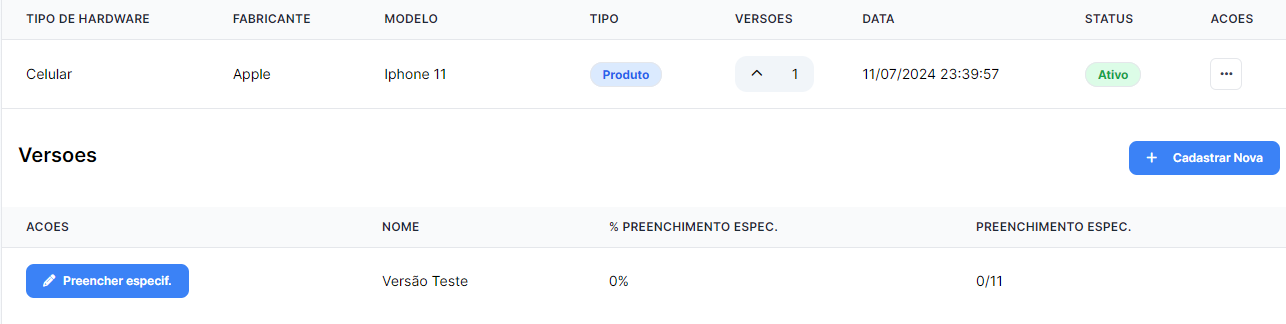 TIPO DE HARDWARE FABRICANTE MODELO TIPO VERSOES DATA STATUS ACOES
Celular Apple Iphone 11 Produto 1 11/07/2024 23:39:57 Ativo
Versoes
Cadastrar Nova
ACOES NOME % PREENCHIMENTO ESPEC. PREENCHIMENTO ESPEC.
Preencher especif. Versão Teste 0% 0/11